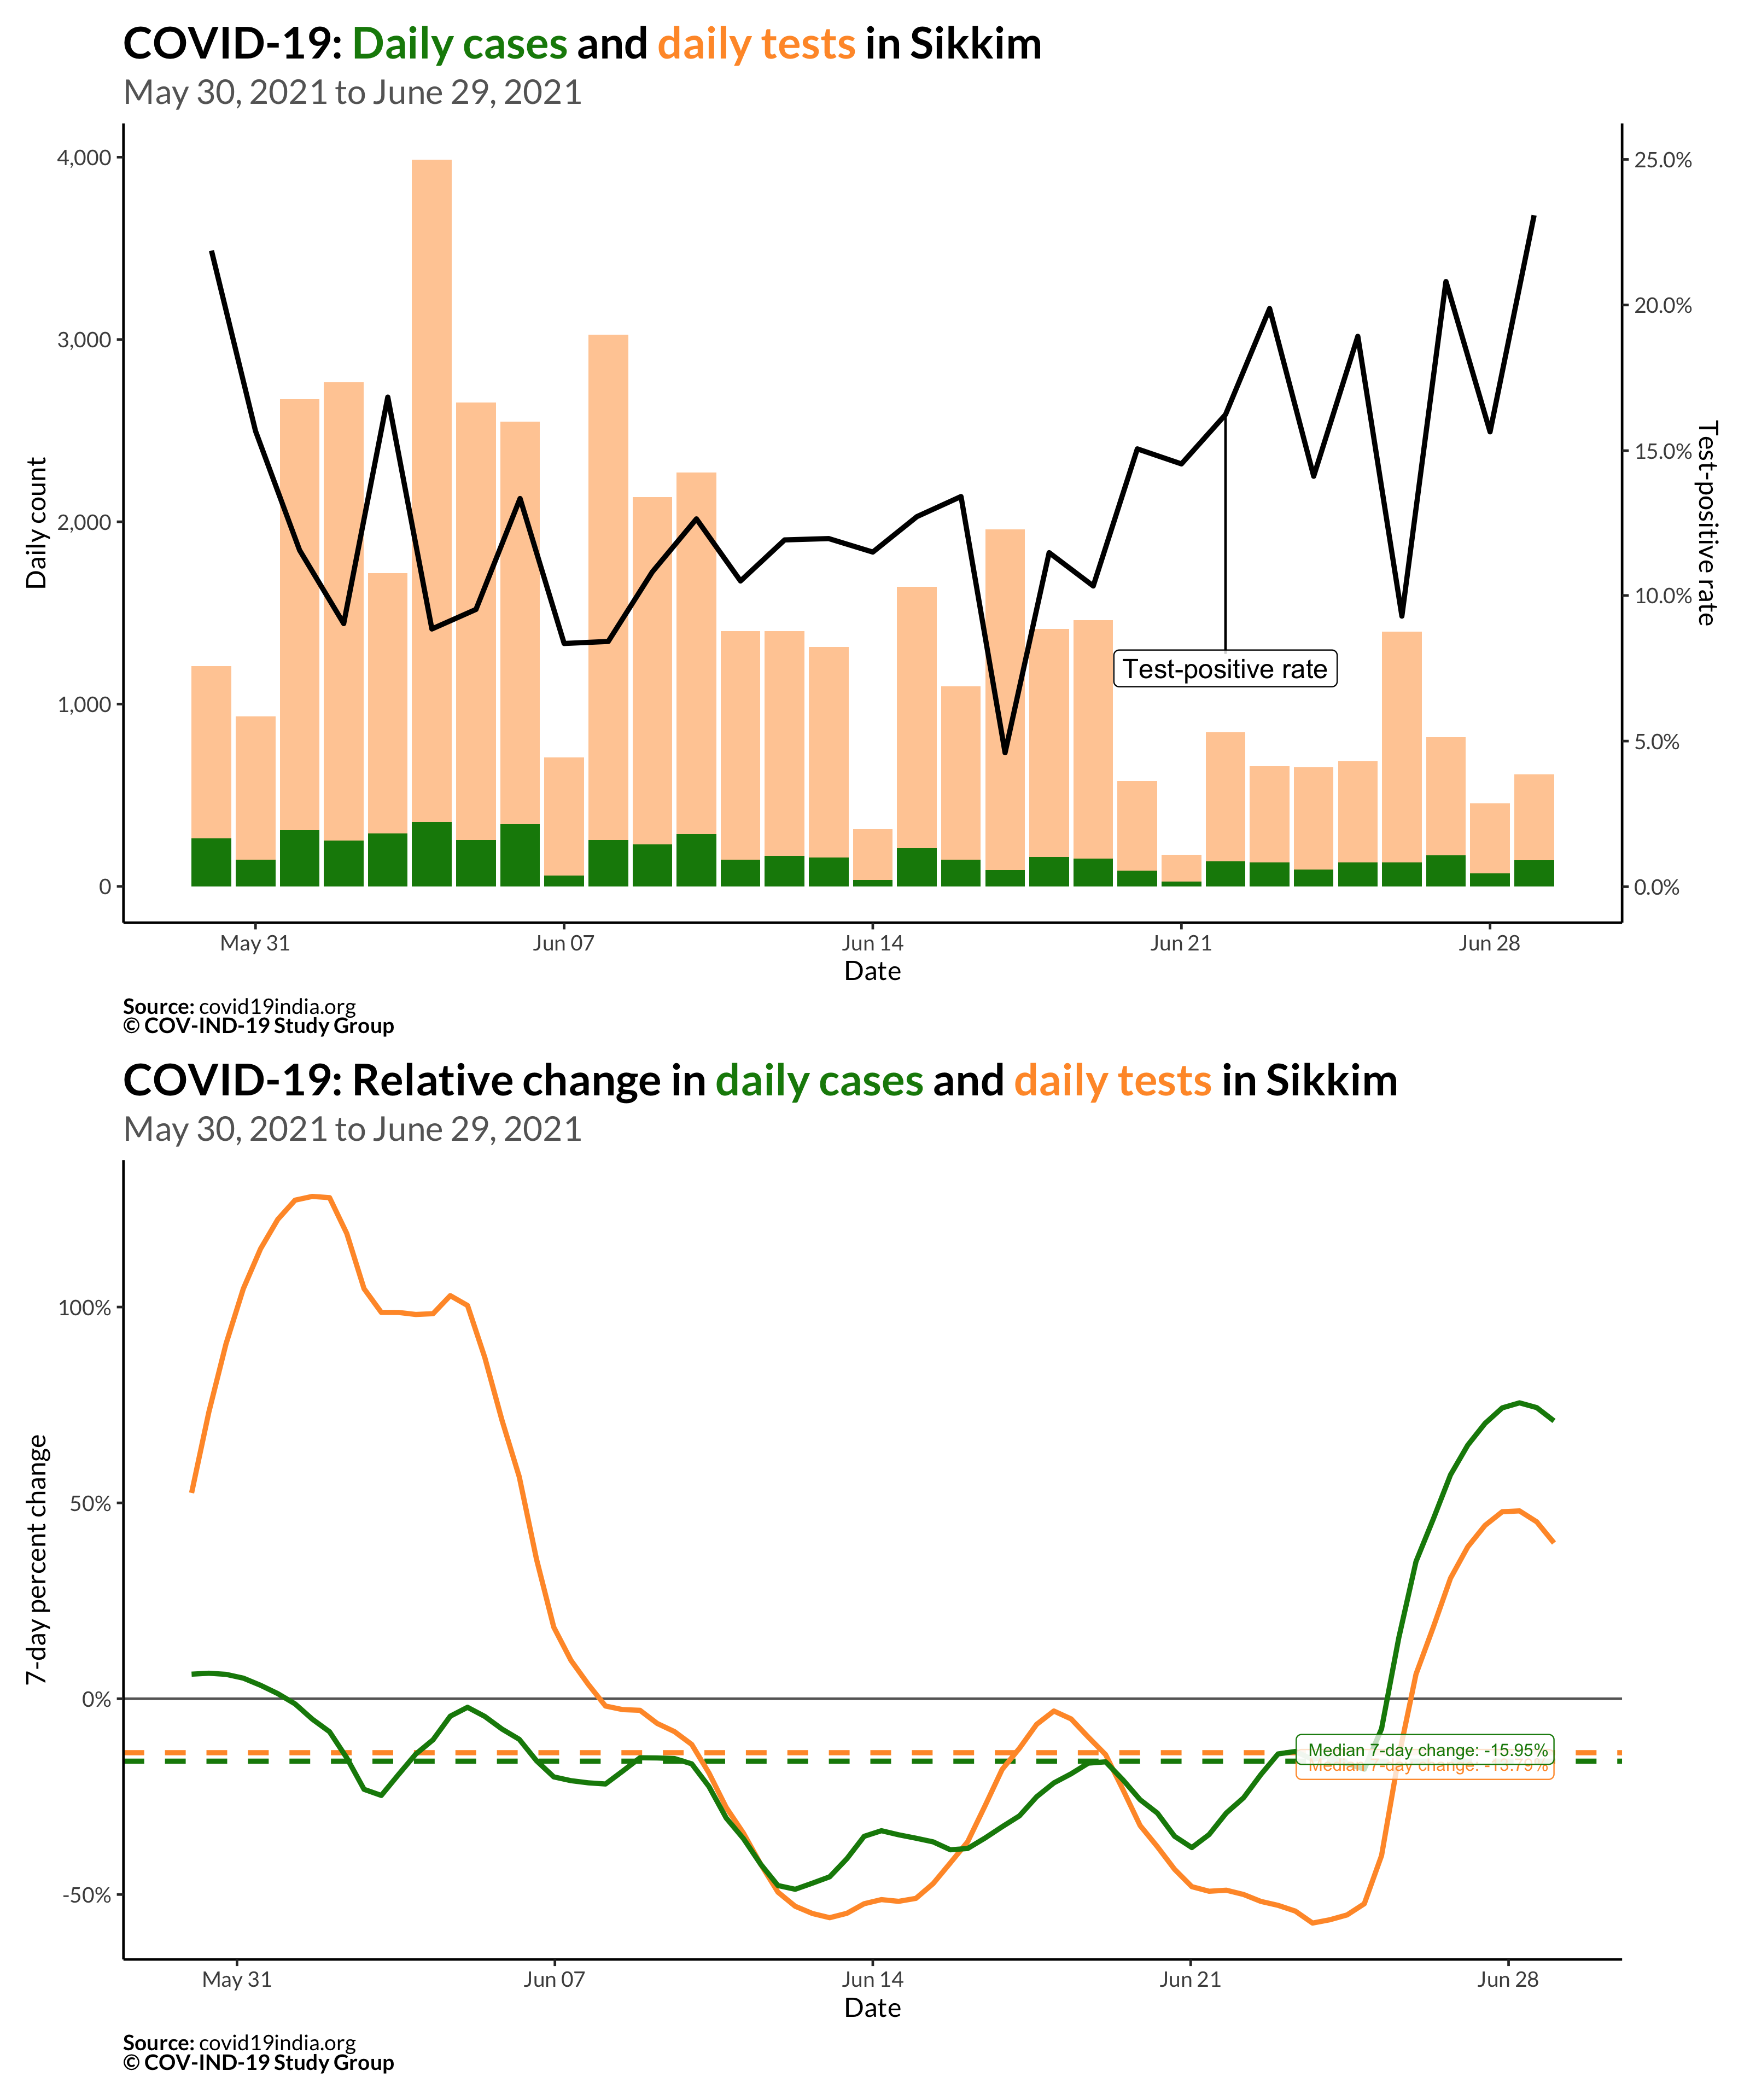 COVID-19: Daily cases and daily tests in Sikkim
May 30, 2021 to June 29, 2021
4,000
3,000
2,000
1,000
0
Daily count
25.0%
20.0%
15.0%
10.0%
5.0%
0.0%
Test-positive rate
Test-positive rate
May 31
Jun 07
Jun 14
Jun 21
Jun 28
Date
Source: covid19india.org
© COV-IND-19 Study Group
COVID-19: Relative change in daily cases and daily tests in Sikkim
May 30, 2021 to June 29, 2021
100%
50%
0%
-50%
7-day percent change
Median 7-day change: -15.95%
Median 7-day change: -13.79%
May 31
Jun 07
Jun 14
Jun 21
Jun 28
Date
Source: covid19india.org
© COV-IND-19 Study Group